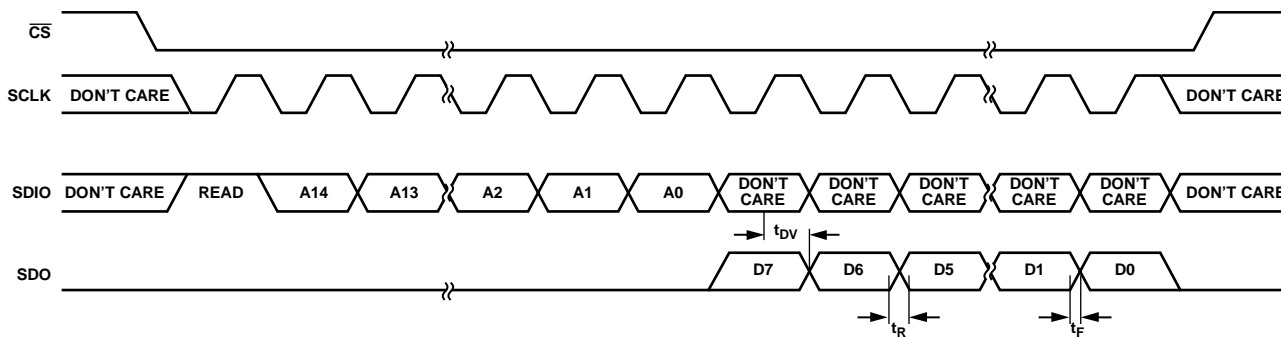 CS
SCLK DON'T CARE DON'T CARE
SDIO DON'T CARE READ A14 A13 A2 A1 A0 DON'T CARE DON'T CARE DON'T CARE DON'T CARE DON'T CARE DON'T CARE
tDV
SDO D7 D6 D5 D1 D0
tR tF